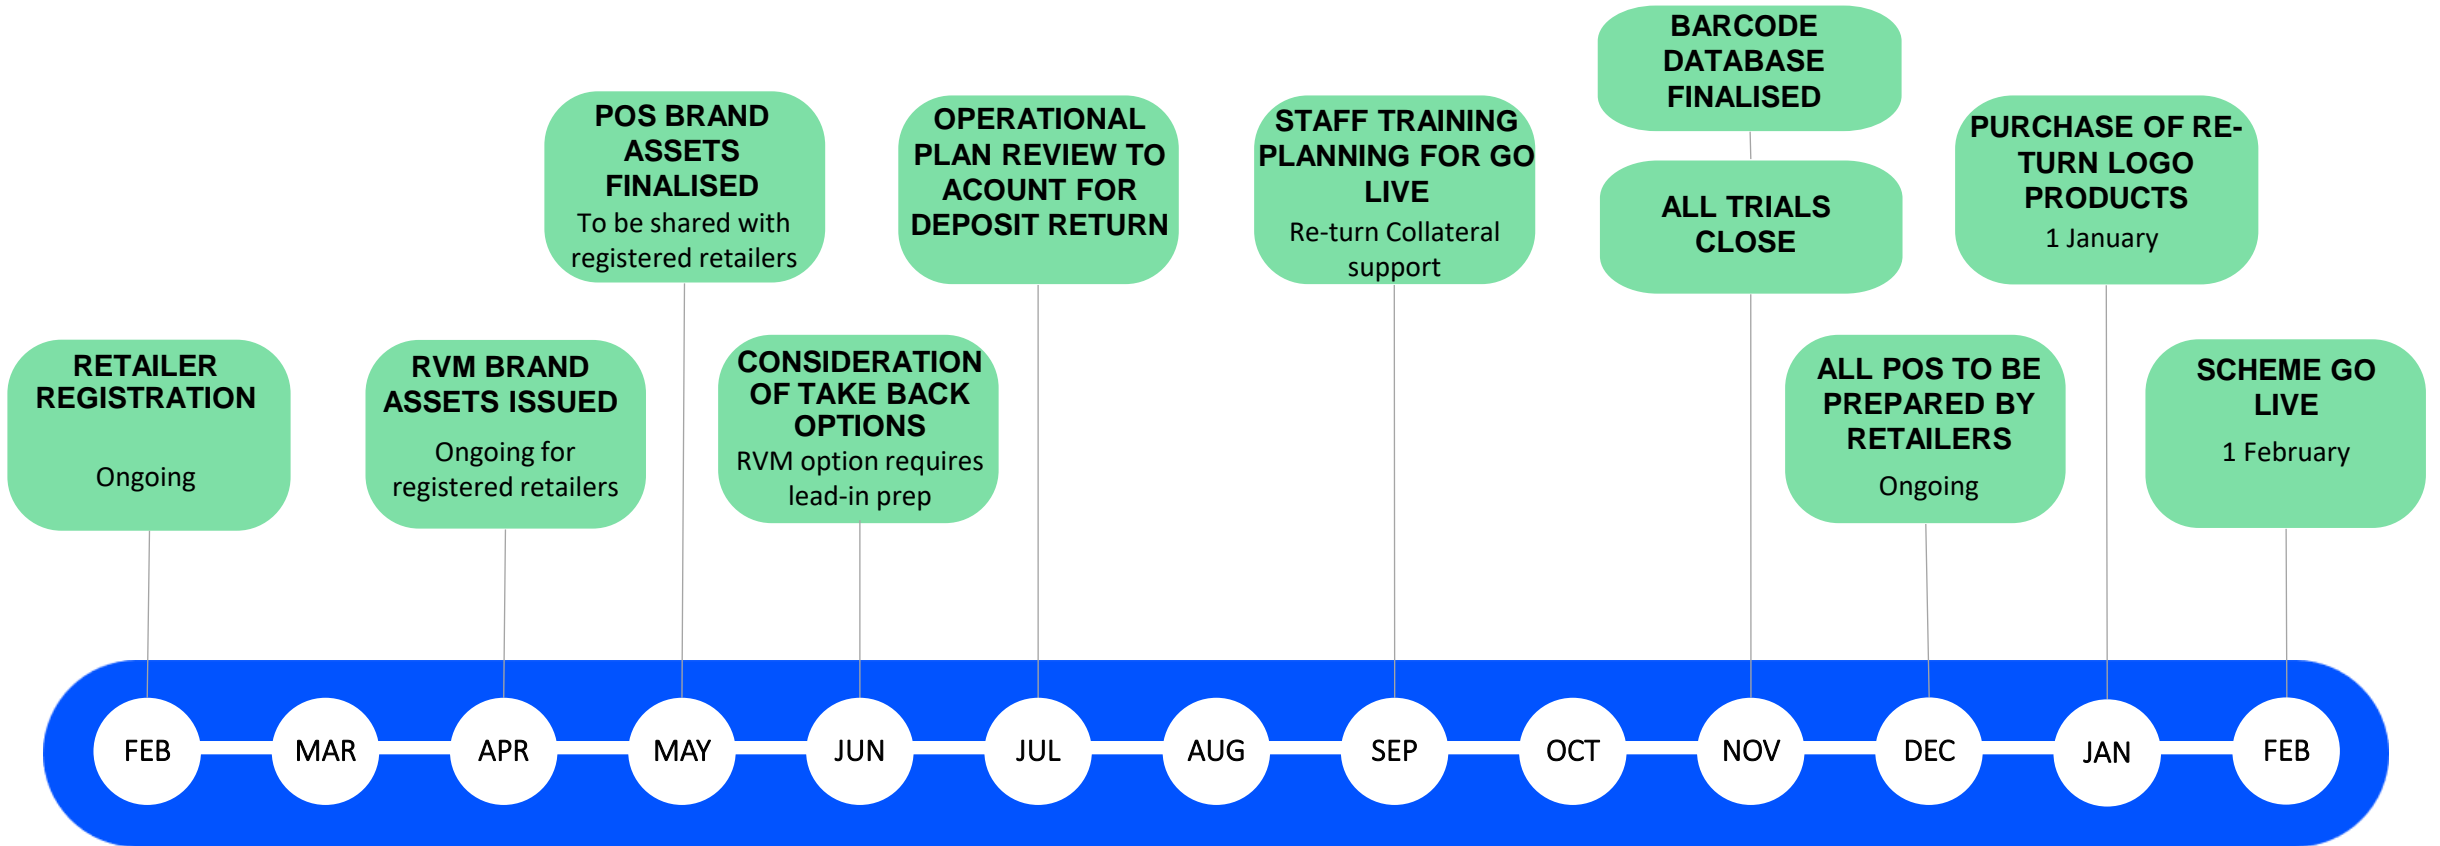 RETAILER
REGISTRATION
Ongoing
RVM BRAND
ASSETS ISSUED
Ongoing for
registered retailers
POS BRAND
ASSETS
FINALISED
To be shared with
registered retailers
CONSIDERATION
OF TAKE BACK
OPTIONS
RVM option requires
lead-in prep
OPERATIONAL
PLAN REVIEW TO
ACOUNT FOR
DEPOSIT RETURN
STAFF TRAINING
PLANNING FOR GO
LIVE
Re-turn Collateral
support
BARCODE
DATABASE
FINALISED
ALL TRIALS
CLOSE
ALL POS TO BE
PREPARED BY
RETAILERS
Ongoing
PURCHASE OF RE-
TURN LOGO
PRODUCTS
1 January
SCHEME GO
LIVE
1 February
FEB
MAR
APR
MAY
JUN
JUL
AUG
SEP
OCT
NOV
DEC
JAN
FEB